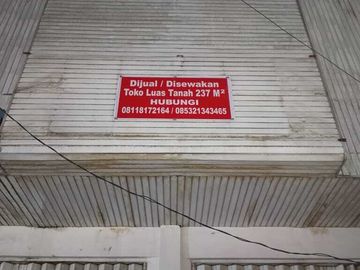 Dijual / Disewakan
Toko Luas Tanah 237 M²
HUBUNGI
08118172164 / 085321343465